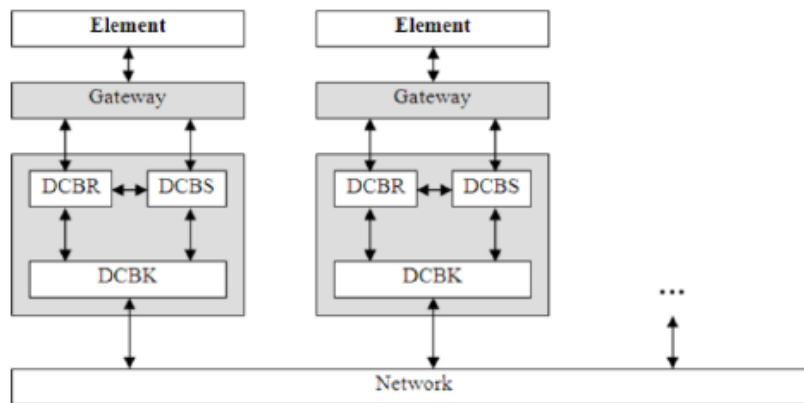 Element
Element
Gateway
Gateway
DCBR
DCBS
DCBR
DCBS
DCBK
DCBK
...
Network